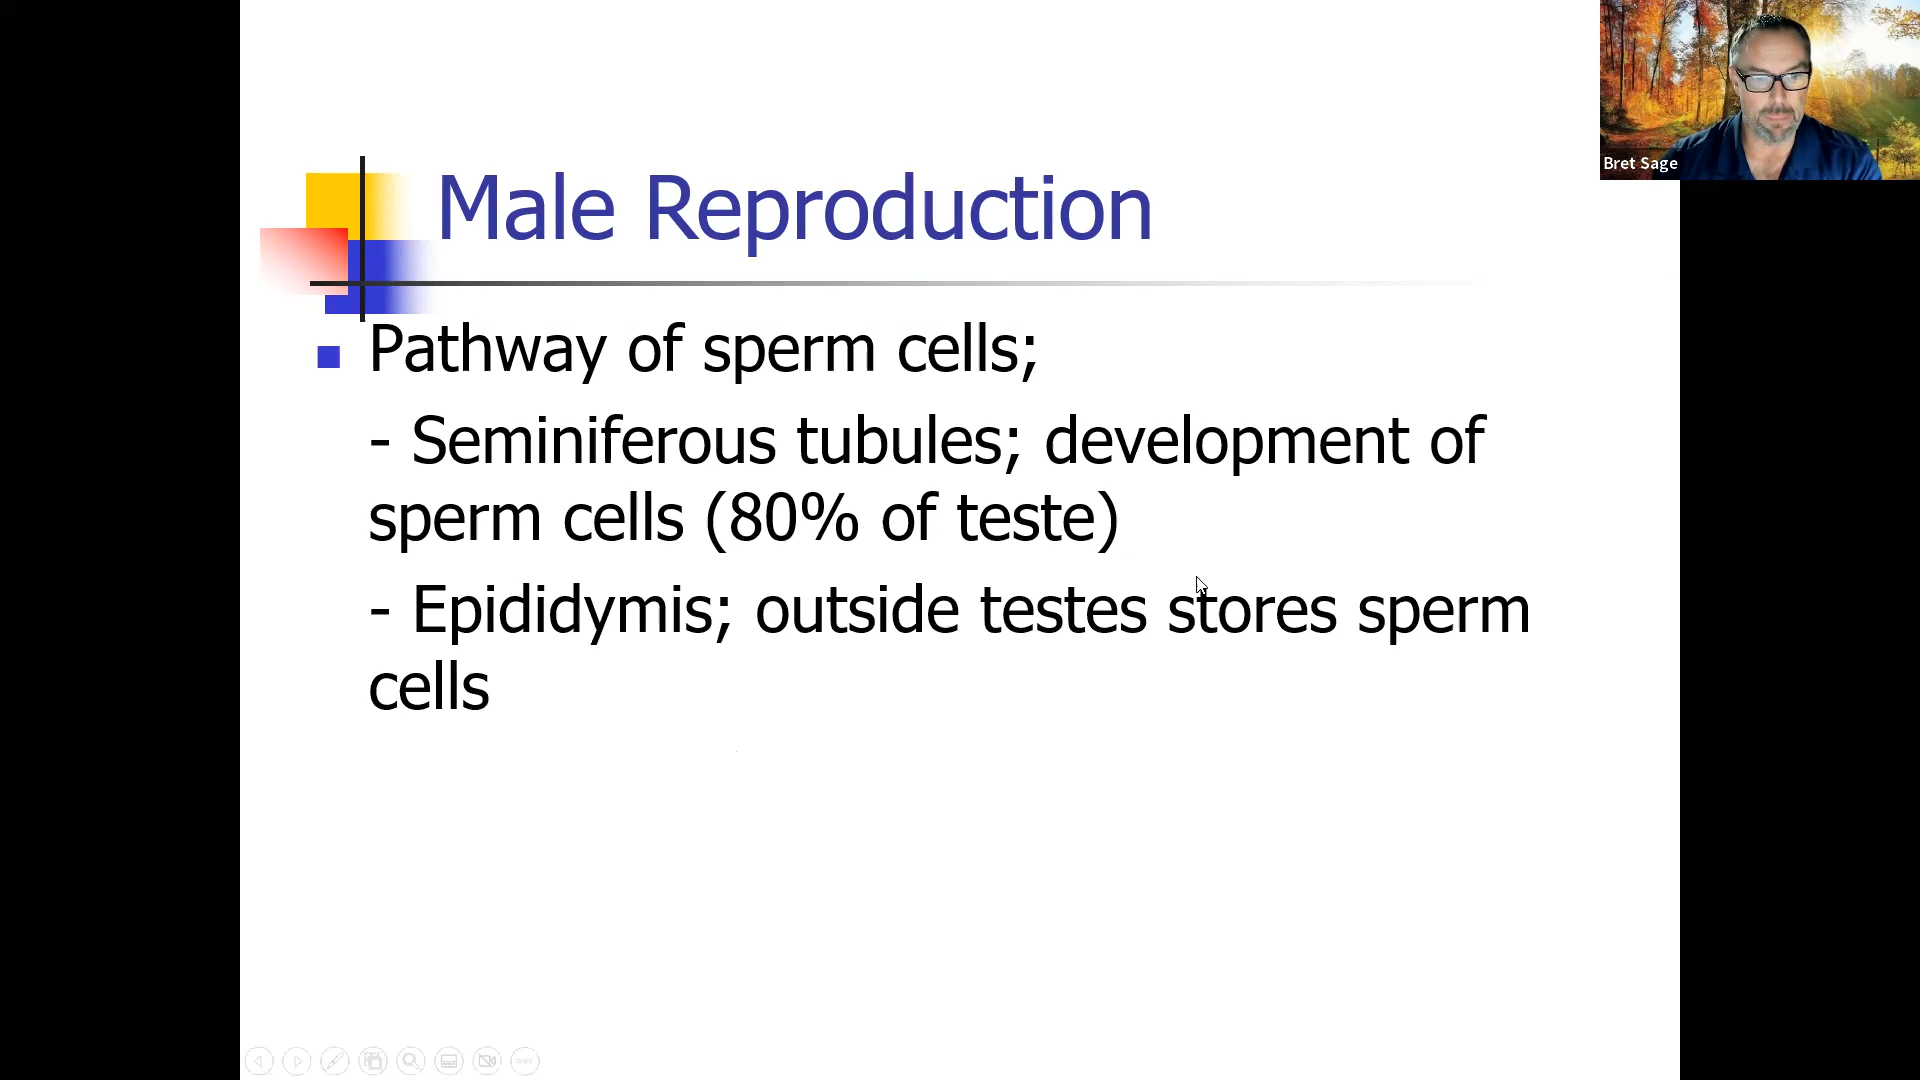 Bret Sage
Male Reproduction
Pathway of sperm cells;
- Seminiferous tubules; development of
sperm cells (80% of teste)
- Epididymis; outside testes stores sperm
cells